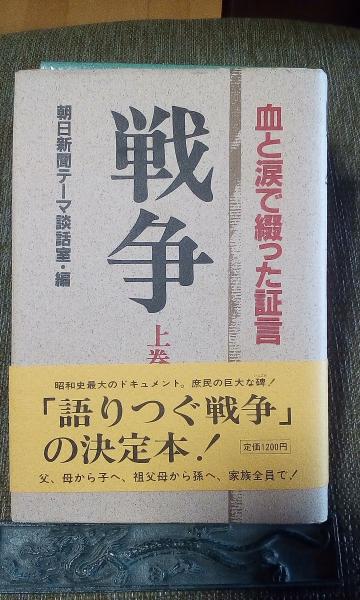 血と涙で綴った証言
戦争
上巻
朝日新聞テーマ談話室・編
昭和史最大のドキュメント。庶民の巨大な碑!
「語りつぐ戦争」
の決定本!
定価1200円
父、母から子へ、祖父母から孫へ、家族全員で!